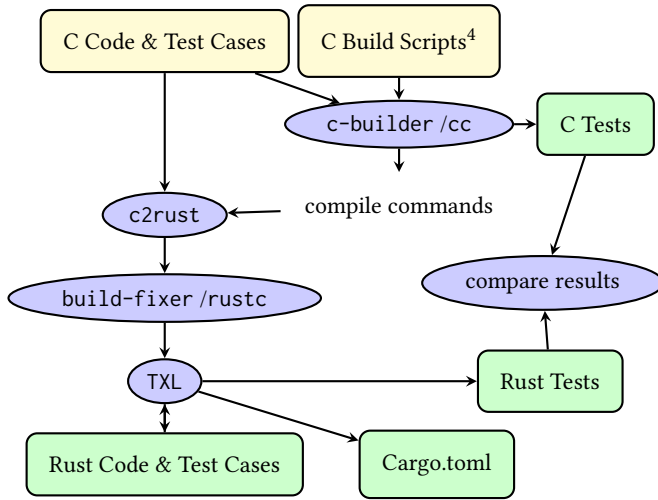 C Code & Test Cases
C Build Scripts⁴
c-builder /cc
C Tests
c2rust
compile commands
build-fixer /rustc
compare results
TXL
Rust Tests
Rust Code & Test Cases
Cargo.toml